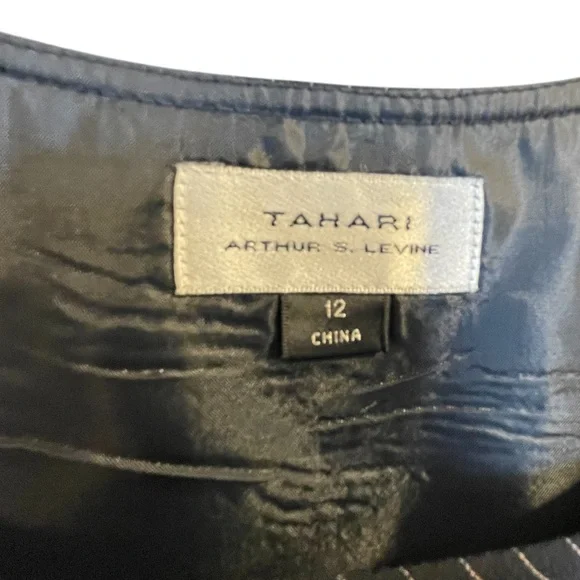 TAHARI
ARTHUR S. LEVINE
12
CHINA